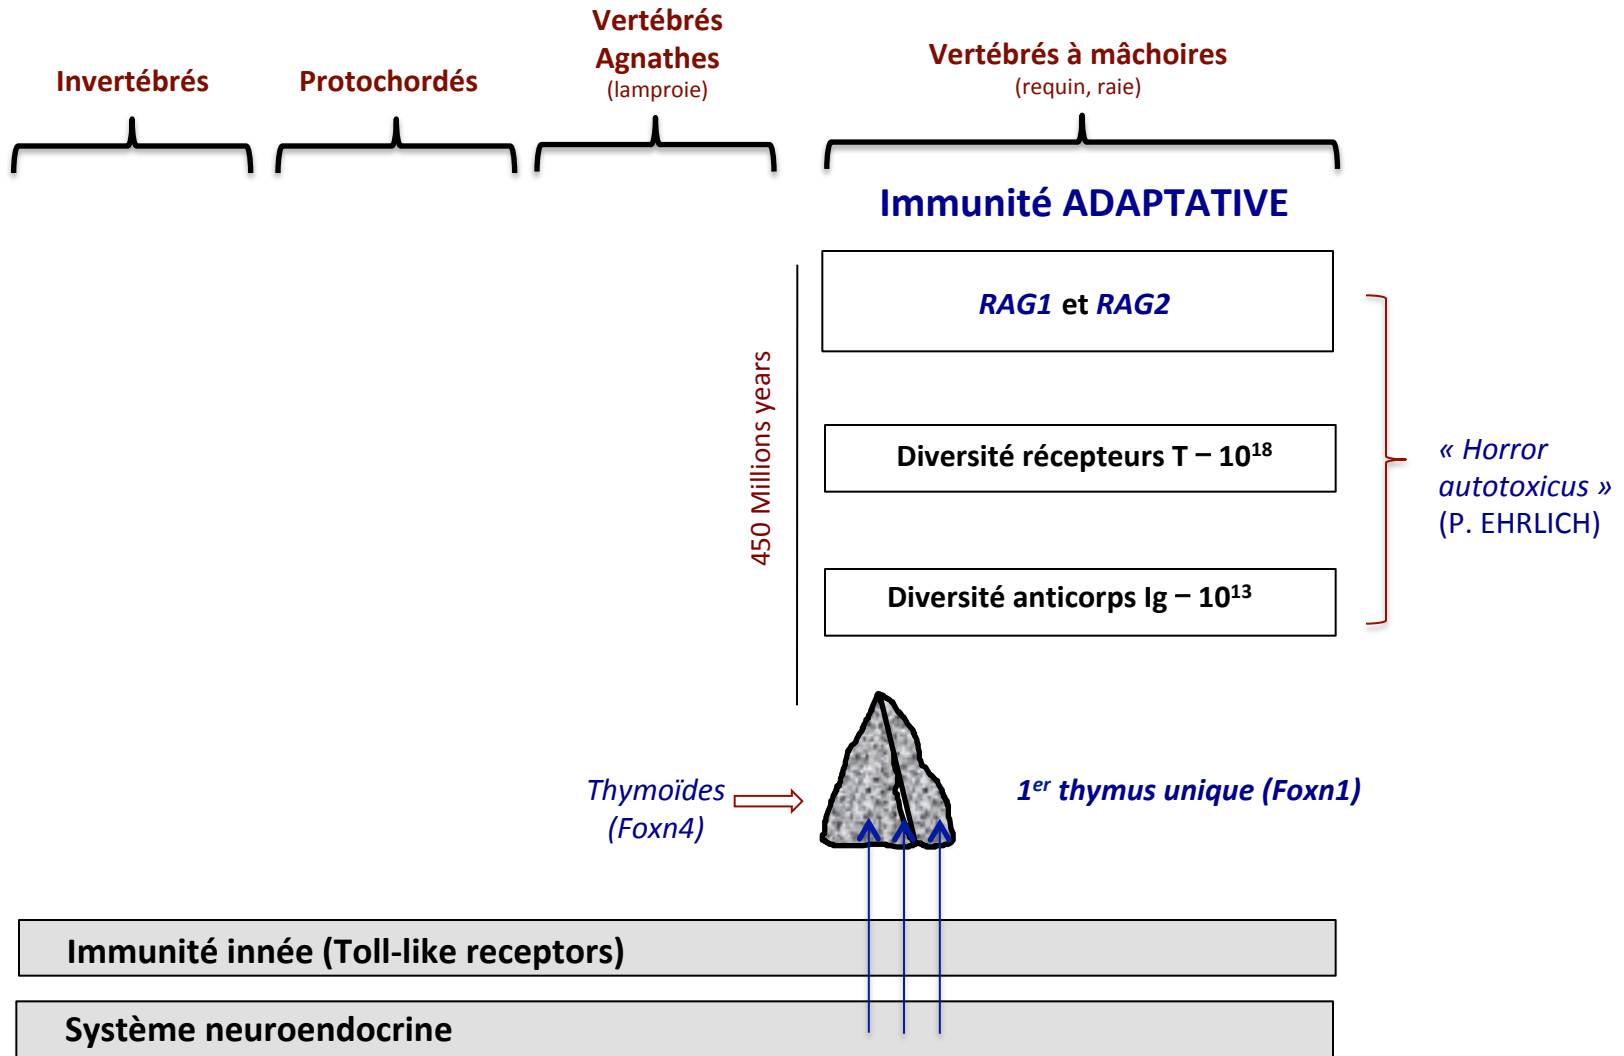 Invertébrés
Protochordés
Vertébrés
Agnathes
(lamproie)
Vertébrés à mâchoires
(requin, raie)
Immunité ADAPTATIVE
RAG1 et RAG2
450 Millions years
Diversité récepteurs T – 10¹⁸
« Horror
autotoxicus »
(P. EHRLICH)
Diversité anticorps Ig – 10¹³
Thymoïdes
(Foxn4)
1er thymus unique (Foxn1)
Immunité innée (Toll-like receptors)
Système neuroendocrine